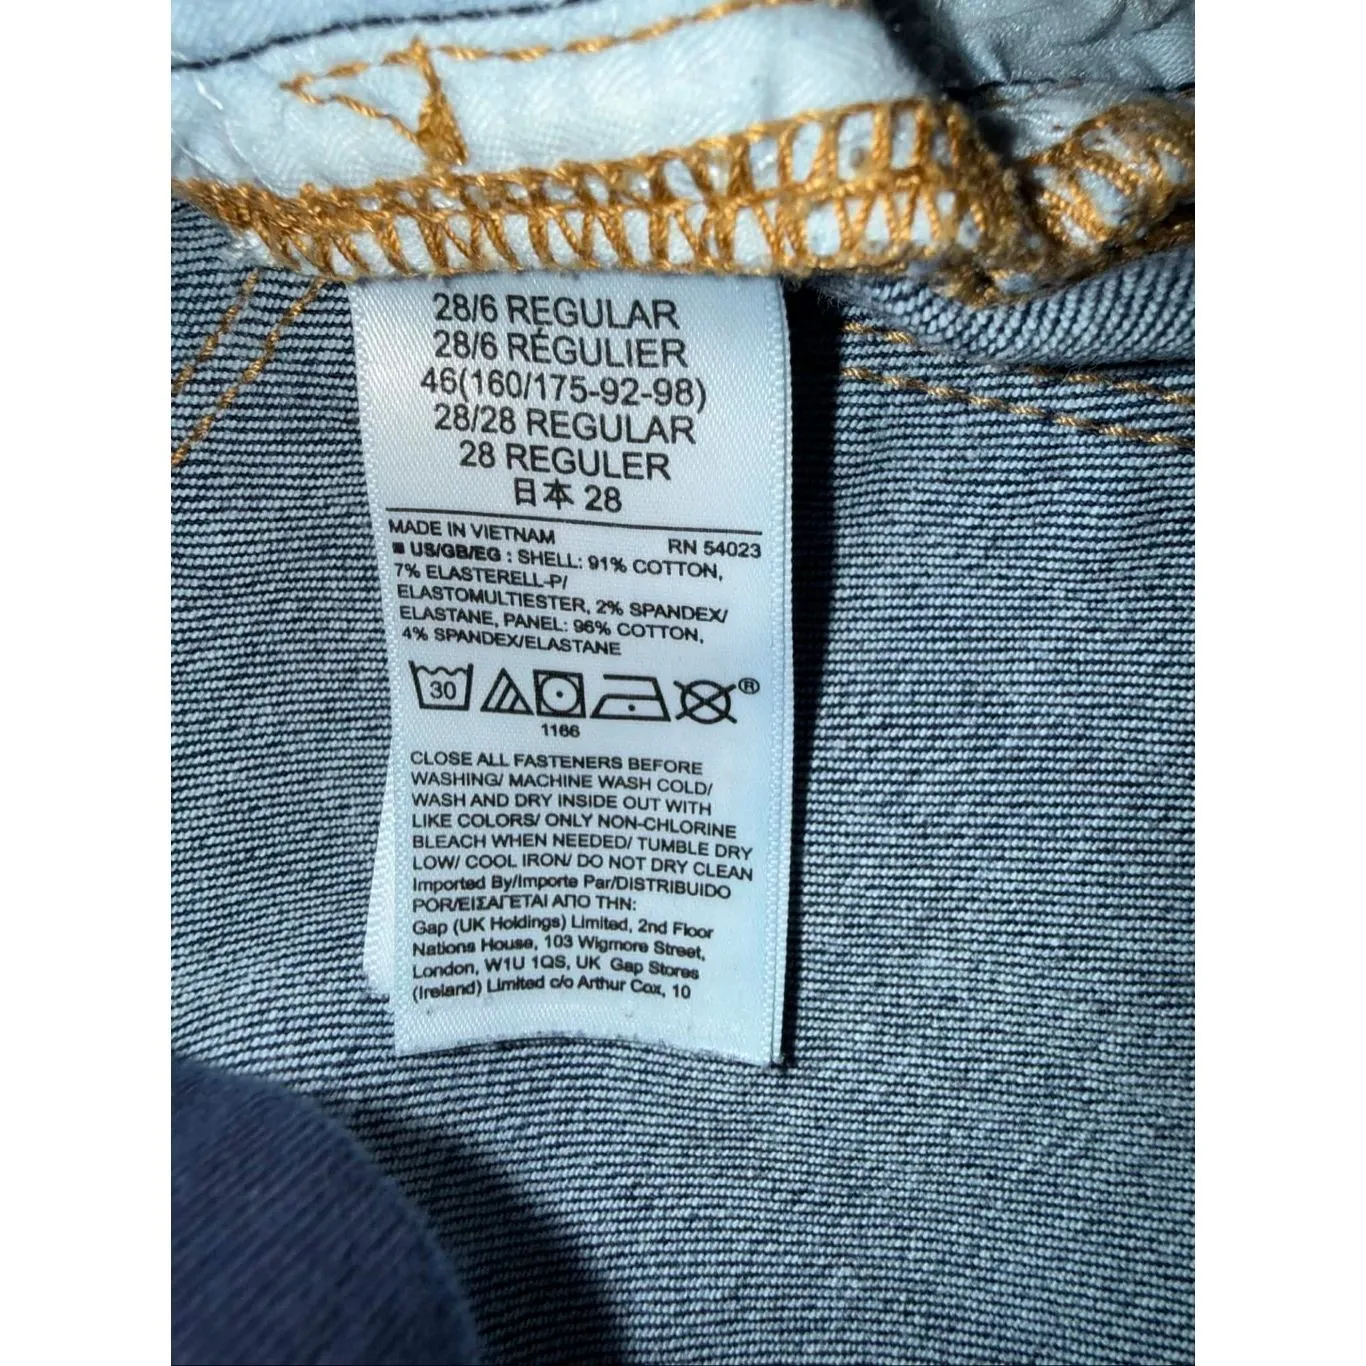 28/6 REGULAR
28/6 RÉGULIER
46(160/175-92-98)
28/28 REGULAR
28 REGULER
日本 28
MADE IN VIETNAM
RN 54023
■ US/GB/EG : SHELL: 91% COTTON,
7% ELASTERELL-P/
ELASTOMULTIESTER, 2% SPANDEX/
ELASTANE, PANEL: 96% COTTON,
4% SPANDEX/ELASTANE
30
®
1166
CLOSE ALL FASTENERS BEFORE
WASHING/ MACHINE WASH COLD/
WASH AND DRY INSIDE OUT WITH
LIKE COLORS/ ONLY NON-CHLORINE
BLEACH WHEN NEEDED/ TUMBLE DRY
LOW/ COOL IRON/ DO NOT DRY CLEAN
Imported By/Importe Par/DISTRIBUIDO
POR/ΕΙΣΑΓΕΤΑΙ ΑΠΟ ΤΗΝ:
Gap (UK Holdings) Limited, 2nd Floor
Nations House, 103 Wigmore Street,
London, W1U 1QS, UK Gap Stores
(Ireland) Limited c/o Arthur Cox, 10